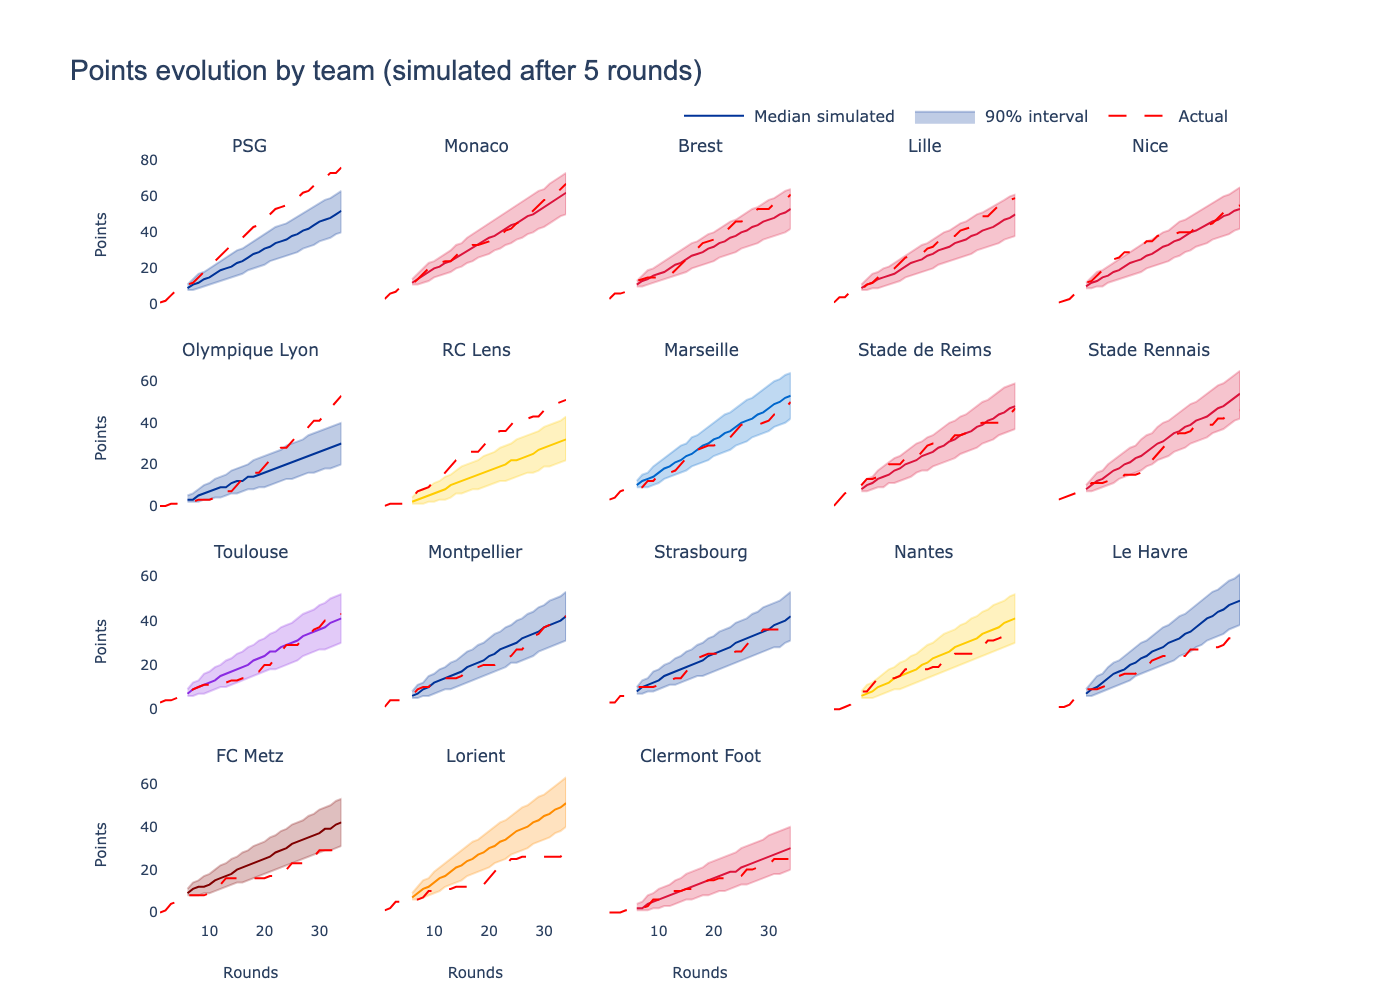 Points evolution by team (simulated after 5 rounds)
Median simulated 90% interval Actual
PSG Monaco Brest Lille Nice
80
60
40
20
0
Points
Olympique Lyon RC Lens Marseille Stade de Reims Stade Rennais
60
40
20
0
Points
Toulouse Montpellier Strasbourg Nantes Le Havre
60
40
20
0
Points
FC Metz Lorient Clermont Foot
60
40
20
0
Points
10 20 30 10 20 30 10 20 30
Rounds Rounds Rounds